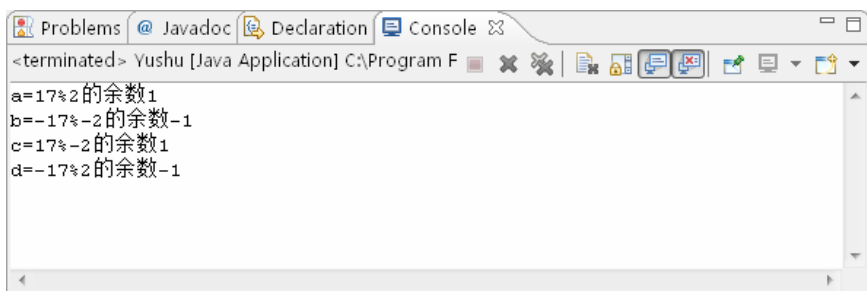 Problems @ Javadoc Declaration Console
<terminated> Yushu [Java Application] C:\Program F
a=17%2的余数1
b=-17%-2的余数-1
c=17%-2的余数1
d=-17%2的余数-1